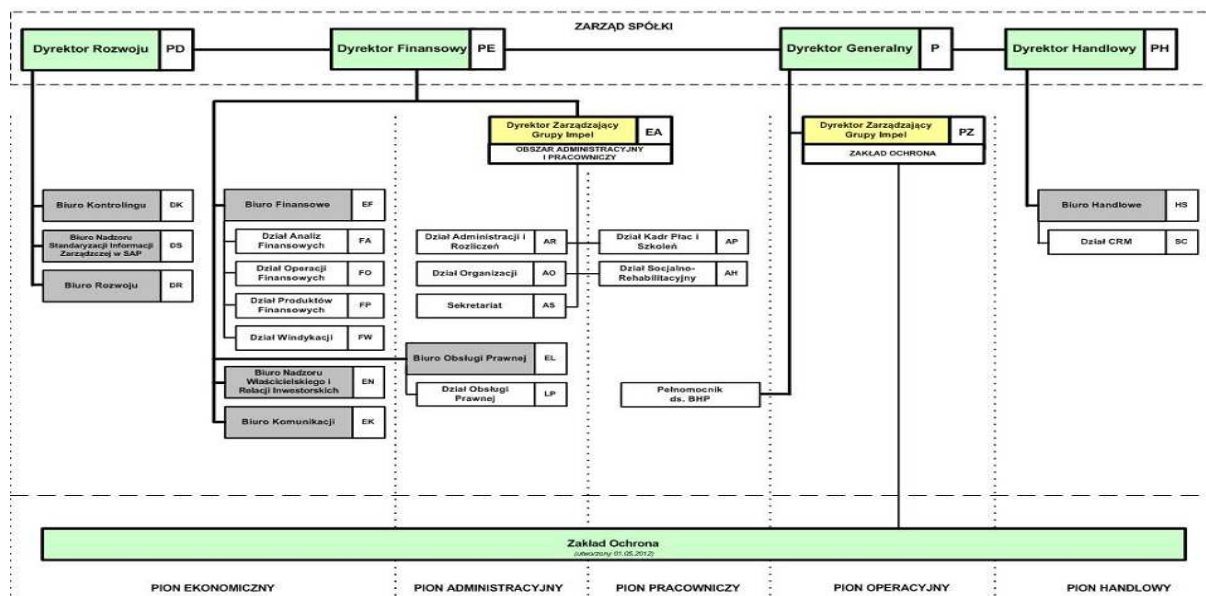 ZARZĄD SPÓŁKI
Dyrektor Rozwoju
PD
Dyrektor Finansowy
PE
Dyrektor Generalny
P
Dyrektor Handlowy
PH
Dyrektor Zarządzający
Grupy Impel
EA
OBSZAR ADMINISTRACYJNY
I PRACOWNICZY
Dyrektor Zarządzający
Grupy Impel
PZ
ZAKŁAD OCHRONA
Biuro Kontrolingu
DK
Biuro Nadzoru
Standaryzacji Informacji
Zarządzczej w SAP
DS
Biuro Rozwoju
DR
Biuro Finansowe
EF
Dział Analiz
Finansowych
FA
Dział Operacji
Finansowych
FO
Dział Produktów
Finansowych
FP
Dział Windykacji
FW
Biuro Nadzoru
Właścicielskiego i
Relacji Inwestorskich
EN
Biuro Komunikacji
EK
Dział Administracji i
Rozliczeń
AR
Dział Organizacji
AO
Sekretariat
AS
Biuro Obsługi Prawnej
EL
Dział Obsługi
Prawnej
LP
Dział Kadr Płac i
Szkoleń
AP
Dział Socjalno-
Rehabilitacyjny
AH
Pełnomocnik
ds. BHP
Biuro Handlowe
HS
Dział CRM
SC
Zakład Ochrona
(utworzony 01.05.2012)
PION EKONOMICZNY
PION ADMINISTRACYJNY
PION PRACOWNICZY
PION OPERACYJNY
PION HANDLOWY